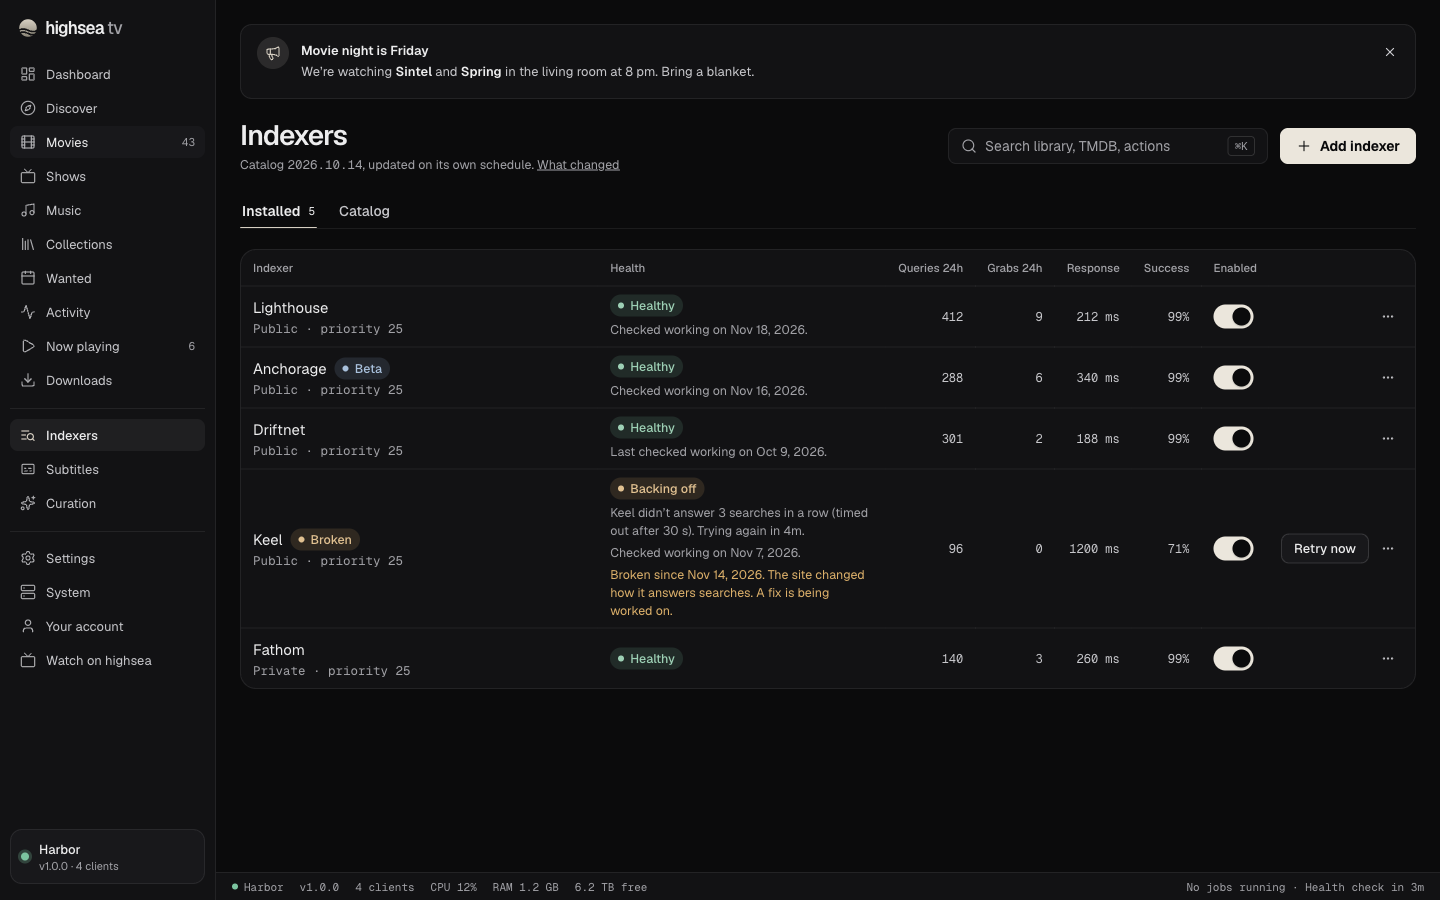 highsea tv
Dashboard
Discover
Movies 43
Shows
Music
Collections
Wanted
Activity
Now playing 6
Downloads
Indexers
Subtitles
Curation
Settings
System
Your account
Watch on highsea
Harbor
v1.0.0 · 4 clients
Movie night is Friday
We're watching Sintel and Spring in the living room at 8 pm. Bring a blanket.
Indexers
Catalog 2026.10.14, updated on its own schedule. What changed
Search library, TMDB, actions ⌘K
Add indexer
Installed 5 Catalog
Indexer Health Queries 24h Grabs 24h Response Success Enabled
Lighthouse
Public · priority 25
Healthy
Checked working on Nov 18, 2026.
412 9 212 ms 99%
Anchorage Beta
Public · priority 25
Healthy
Checked working on Nov 16, 2026.
288 6 340 ms 99%
Driftnet
Public · priority 25
Healthy
Last checked working on Oct 9, 2026.
301 2 188 ms 99%
Keel Broken
Public · priority 25
Backing off
Keel didn't answer 3 searches in a row (timed
out after 30 s). Trying again in 4m.
Checked working on Nov 7, 2026.
Broken since Nov 14, 2026. The site changed
how it answers searches. A fix is being
worked on.
96 0 1200 ms 71% Retry now
Fathom
Private · priority 25
Healthy
140 3 260 ms 99%
Harbor v1.0.0 4 clients CPU 12% RAM 1.2 GB 6.2 TB free
No jobs running · Health check in 3m